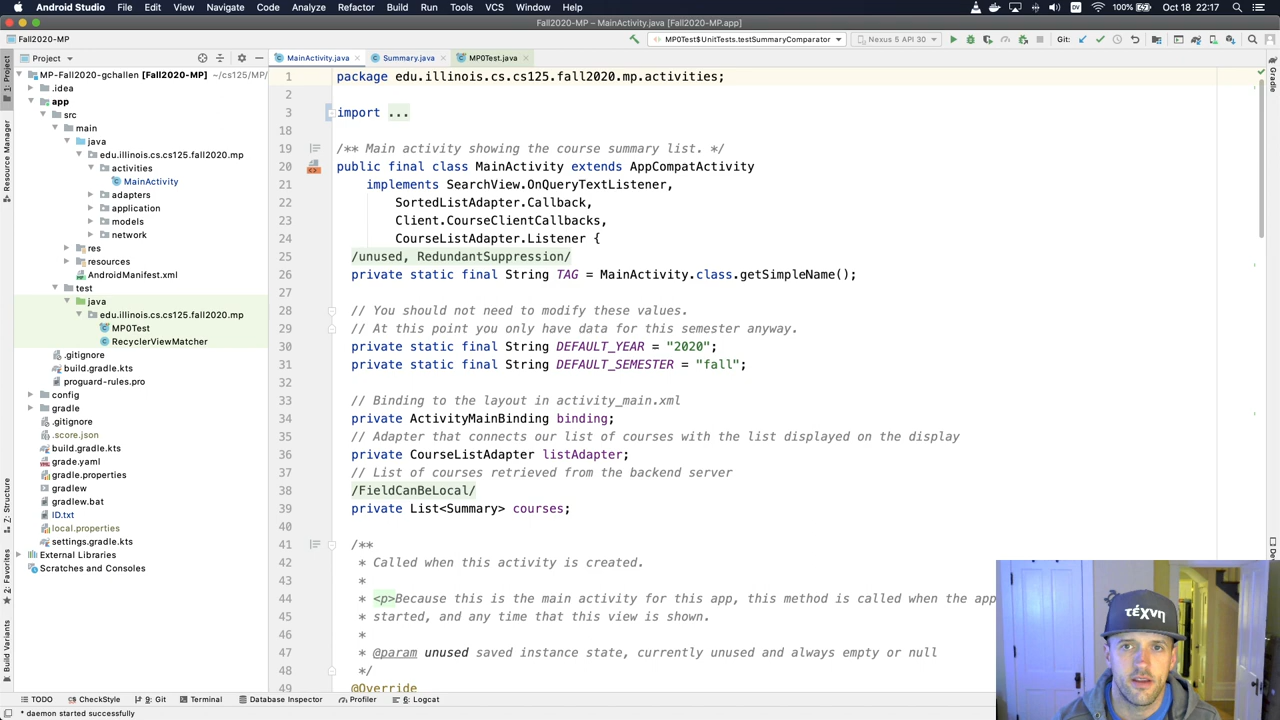 Android Studio File Edit View Navigate Code Analyze Refactor Build Run Tools VCS Window Help 100% Oct 18 22:17
Fall2020-MP – MainActivity.java [Fall2020-MP.app]
Fall2020-MP MP0Test$UnitTests.testSummaryComparator Nexus 5 API 30 Git:
Project MainActivity.java Summary.java MP0Test.java
1: Project
Resource Manager
Z: Structure
2: Favorites
Build Variants
Gradle
MP-Fall2020-gchallen [Fall2020-MP] ~/cs125/MP/
.idea
app
src
main
java
edu.illinois.cs.cs125.fall2020.mp
activities
MainActivity
adapters
application
models
network
res
resources
AndroidManifest.xml
test
java
edu.illinois.cs.cs125.fall2020.mp
MP0Test
RecyclerViewMatcher
.gitignore
build.gradle.kts
proguard-rules.pro
config
gradle
.gitignore
.score.json
build.gradle.kts
grade.yaml
gradle.properties
gradlew
gradlew.bat
ID.txt
local.properties
settings.gradle.kts
External Libraries
Scratches and Consoles
1 package edu.illinois.cs.cs125.fall2020.mp.activities;
2
3 import ...
18
19 /** Main activity showing the course summary list. */
20 public final class MainActivity extends AppCompatActivity
21 implements SearchView.OnQueryTextListener,
22 SortedListAdapter.Callback,
23 Client.CourseClientCallbacks,
24 CourseListAdapter.Listener {
25 /unused, RedundantSuppression/
26 private static final String TAG = MainActivity.class.getSimpleName();
27
28 // You should not need to modify these values.
29 // At this point you only have data for this semester anyway.
30 private static final String DEFAULT_YEAR = "2020";
31 private static final String DEFAULT_SEMESTER = "fall";
32
33 // Binding to the layout in activity_main.xml
34 private ActivityMainBinding binding;
35 // Adapter that connects our list of courses with the list displayed on the display
36 private CourseListAdapter listAdapter;
37 // List of courses retrieved from the backend server
38 /FieldCanBeLocal/
39 private List<Summary> courses;
40
41 /**
42 * Called when this activity is created.
43 *
44 * <p>Because this is the main activity for this app, this method is called when the app
45 * started, and any time that this view is shown.
46 *
47 * @param unused saved instance state, currently unused and always empty or null
48 */
49 @Override
τέχνη
TODO CheckStyle 9: Git Terminal Database Inspector Profiler 6: Logcat
* daemon started successfully